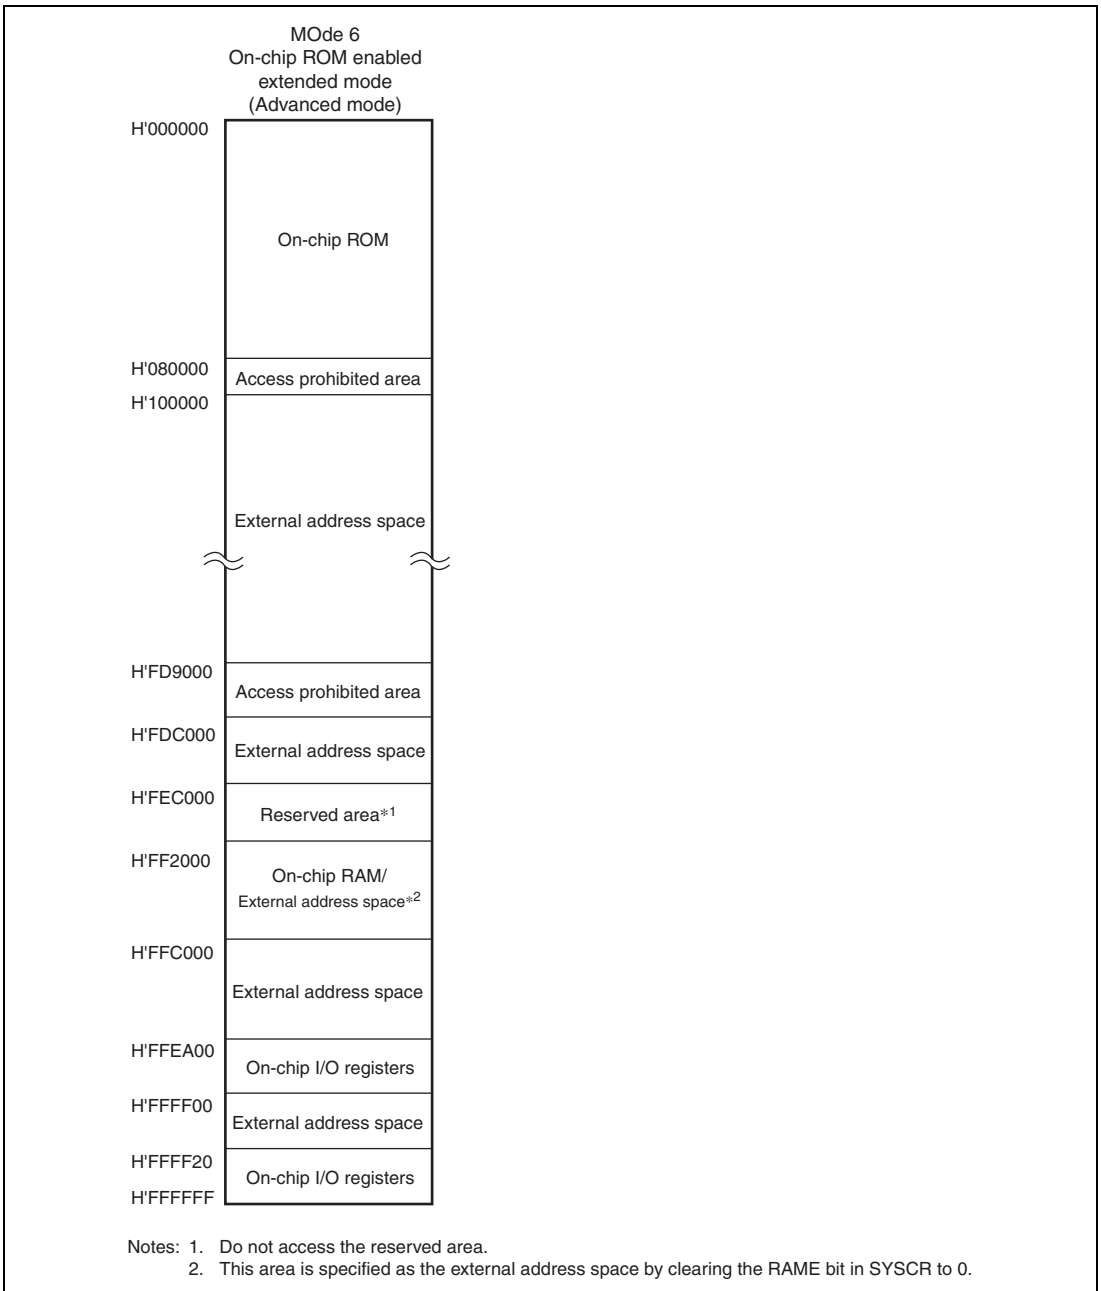 MOde 6
On-chip ROM enabled
extended mode
(Advanced mode)
H'000000
On-chip ROM
H'080000
Access prohibited area
H'100000
External address space
H'FD9000
Access prohibited area
H'FDC000
External address space
H'FEC000
Reserved area*1
H'FF2000
On-chip RAM/
External address space*2
H'FFC000
External address space
H'FFEA00
On-chip I/O registers
H'FFFF00
External address space
H'FFFF20
On-chip I/O registers
H'FFFFFF
Notes: 1. Do not access the reserved area.
2. This area is specified as the external address space by clearing the RAME bit in SYSCR to 0.